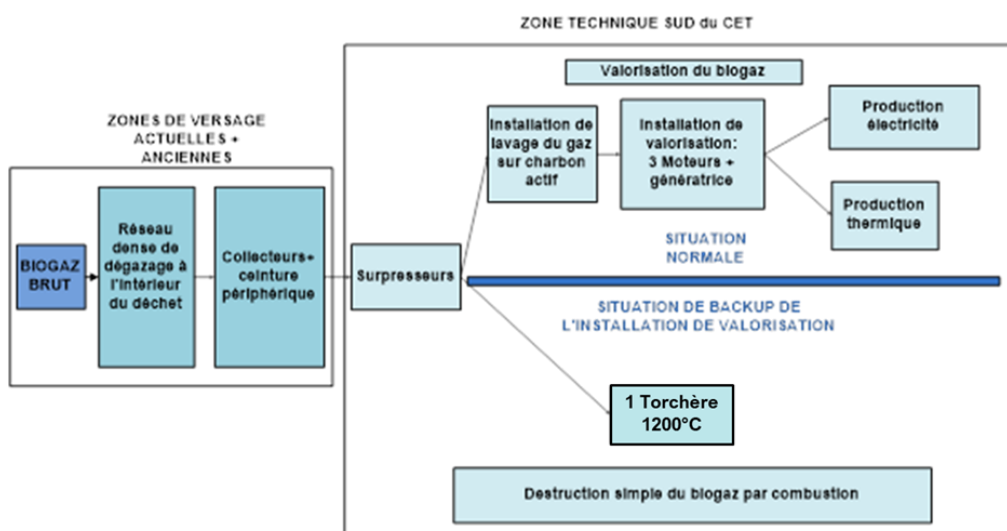 ZONE TECHNIQUE SUD du CET
Valorisation du biogaz
ZONES DE VERSAGE
ACTUELLES +
ANCIENNES
BIOGAZ
BRUT
Réseau
dense de
dégazage à
l'intérieur
du déchet
Collecteurs+
ceinture
périphérique
Surpresseurs
Installation de
lavage du gaz
sur charbon
actif
Installation de
valorisation:
3 Moteurs +
génératrice
Production
électricité
Production
thermique
SITUATION
NORMALE
SITUATION DE BACKUP DE
L'INSTALLATION DE VALORISATION
1 Torchère
1200°C
Destruction simple du biogaz par combustion